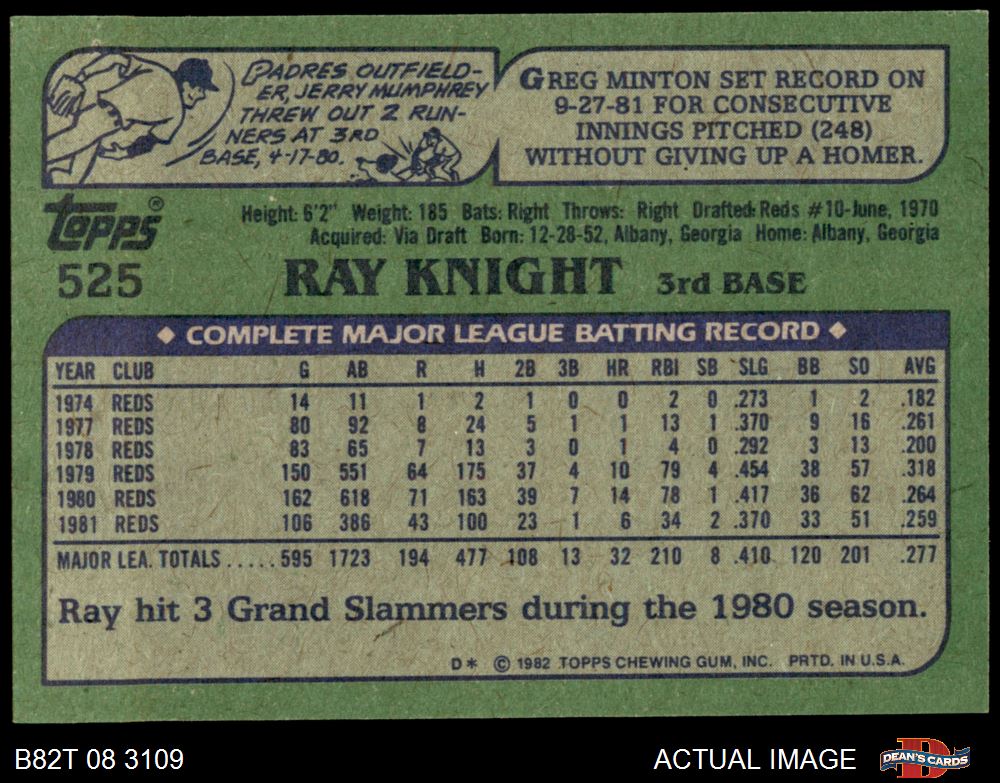 PADRES OUTFIELD-
ER, JERRY MUMPHREY
THREW OUT 2 RUN-
NERS AT 3RD
BASE, 4-17-80.
GREG MINTON SET RECORD ON
9-27-81 FOR CONSECUTIVE
INNINGS PITCHED (248)
WITHOUT GIVING UP A HOMER.
topps®
525
Height: 6'2" Weight: 185 Bats: Right Throws: Right Drafted: Reds #10-June, 1970
Acquired: Via Draft Born: 12-28-52, Albany, Georgia Home: Albany, Georgia
RAY KNIGHT 3rd BASE
◆ COMPLETE MAJOR LEAGUE BATTING RECORD ◆
YEAR CLUB G AB R H 2B 3B HR RBI SB SLG BB SO AVG
1974 REDS 14 11 1 2 1 0 0 2 0 .273 1 2 .182
1977 REDS 80 92 8 24 5 1 1 13 1 .370 9 16 .261
1978 REDS 83 65 7 13 3 0 1 4 0 .292 3 13 .200
1979 REDS 150 551 64 175 37 4 10 79 4 .454 38 57 .318
1980 REDS 162 618 71 163 39 7 14 78 1 .417 36 62 .264
1981 REDS 106 386 43 100 23 1 6 34 2 .370 33 51 .259
MAJOR LEA. TOTALS .....595 1723 194 477 108 13 32 210 8 .410 120 201 .277
Ray hit 3 Grand Slammers during the 1980 season.
D* © 1982 TOPPS CHEWING GUM, INC. PRTD. IN U.S.A.
B82T 08 3109
ACTUAL IMAGE
DEAN'S CARDS